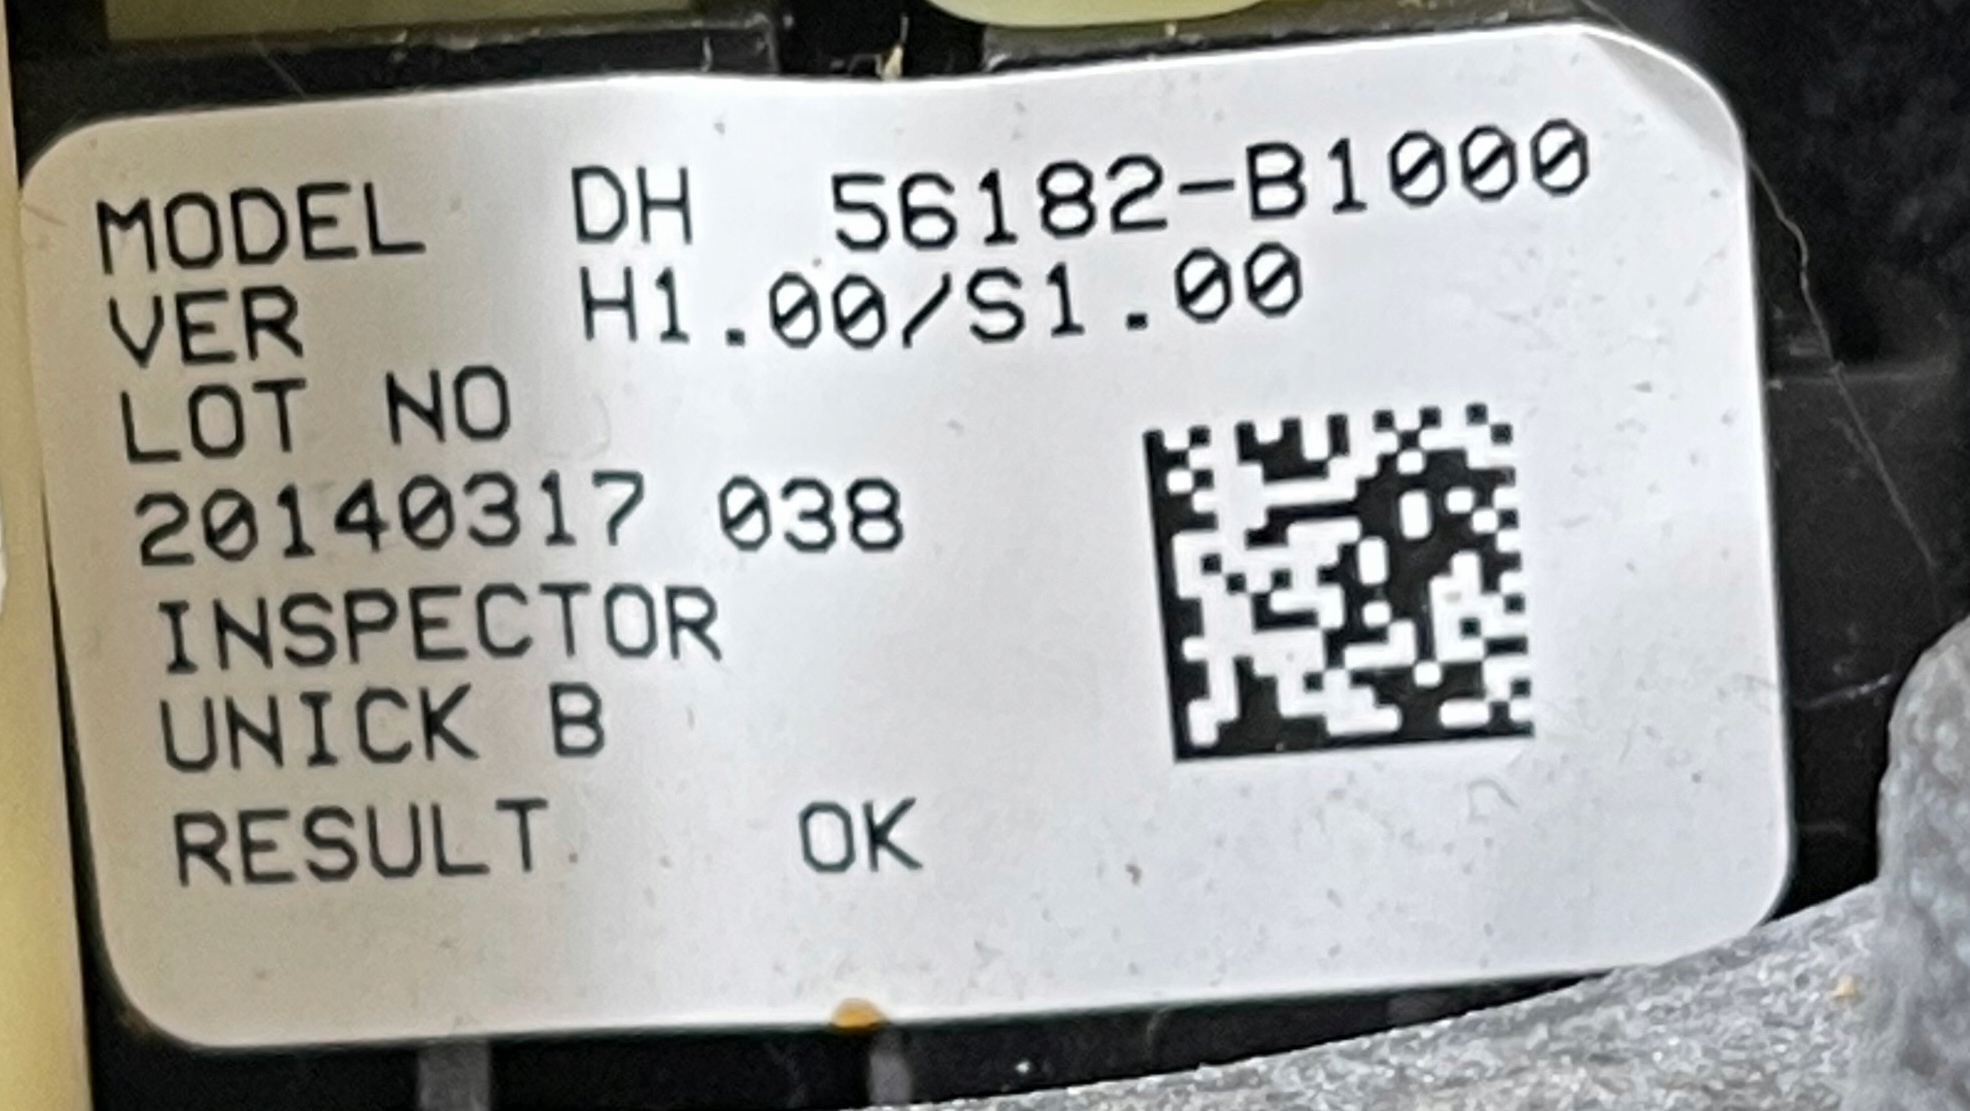 MODEL DH 56182-B1000
VER H1.00/S1.00
LOT NO
20140317 038
INSPECTOR
UNICK B
RESULT OK